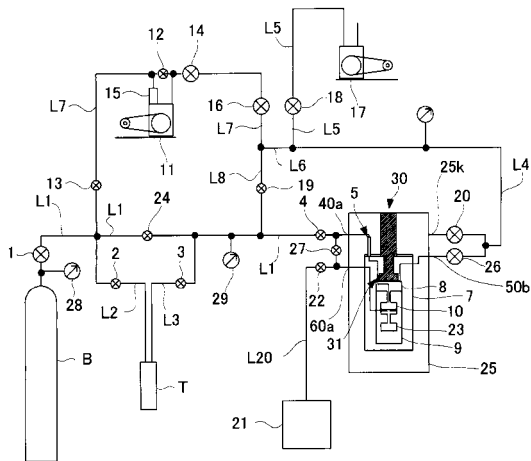 12 14 L5
15 16 18 17
L7 11 L7 L5
L6
13 L8 30 L4
24 19 4 40a 5 25k 20
L1 L1
1 27
2 3 L1 26
28 L2 L3 29 22 8 50b
60a 7
10
31 23
B L20 9
T 25
21